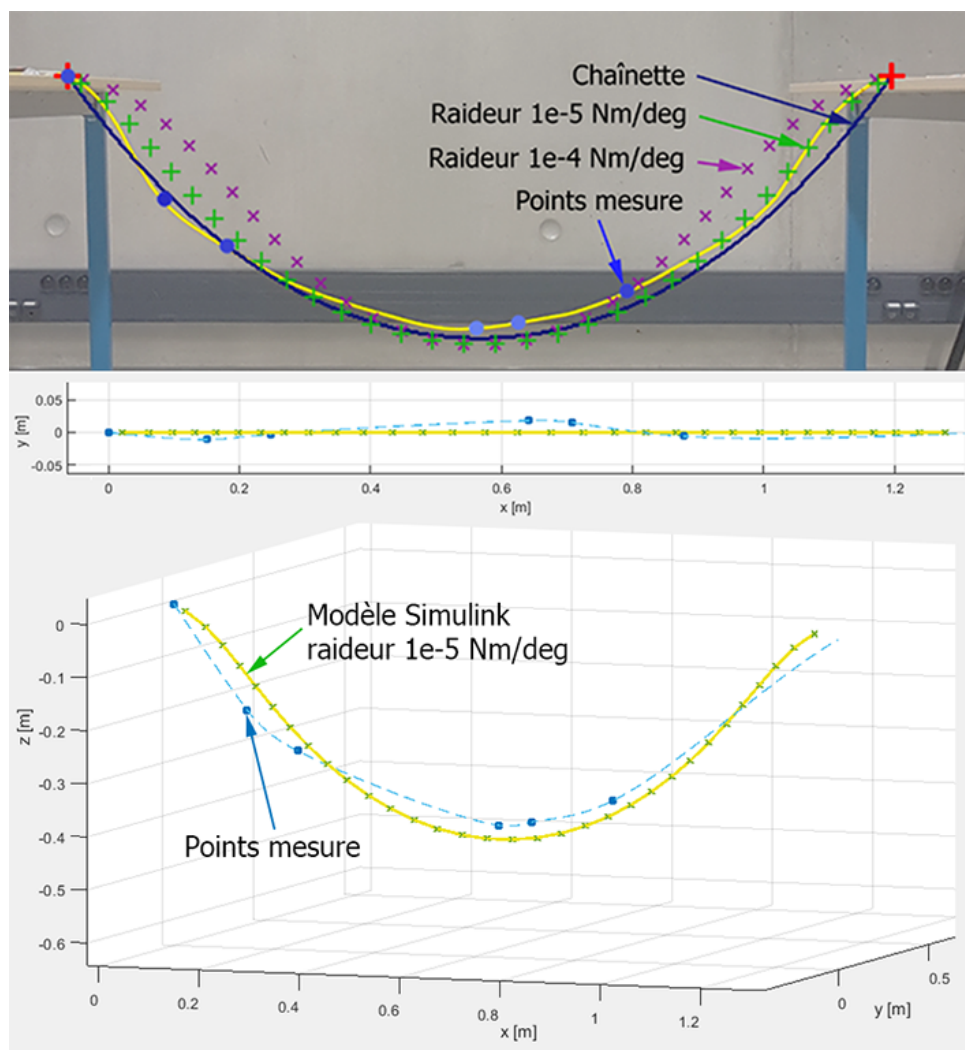 Chaînette
Raideur 1e-5 Nm/deg
Raideur 1e-4 Nm/deg
Points mesure
0.05
0
-0.05
y [m]
0 0.2 0.4 0.6 0.8 1 1.2
x [m]
Modèle Simulink
raideur 1e-5 Nm/deg
Points mesure
0
-0.1
-0.2
-0.3
-0.4
-0.5
-0.6
z [m]
0 0.2 0.4 0.6 0.8 1 1.2
x [m]
0 0.5
y [m]